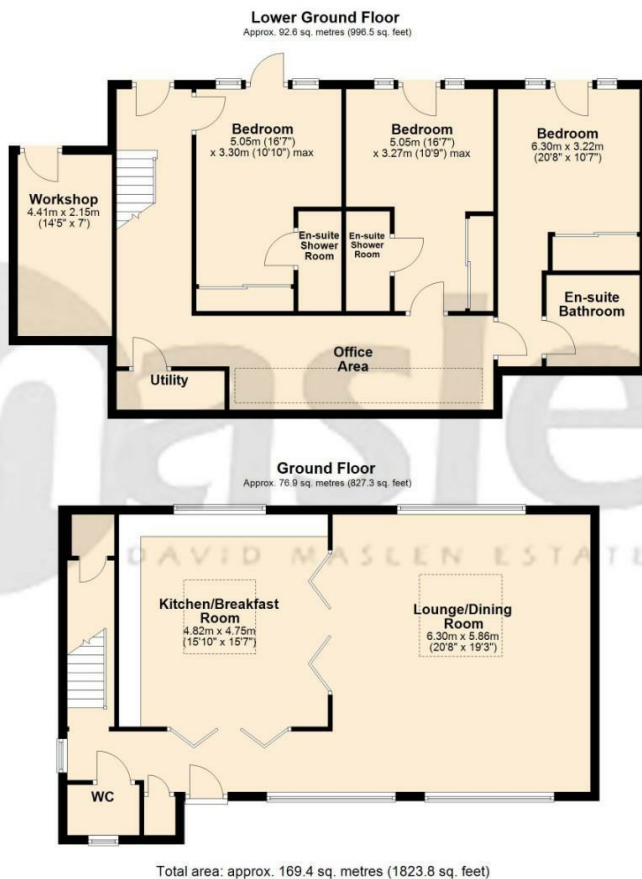 Lower Ground Floor
Approx. 92.6 sq. metres (996.5 sq. feet)
Bedroom
5.05m (16'7")
x 3.30m (10'10") max
Bedroom
5.05m (16'7")
x 3.27m (10'9") max
Bedroom
6.30m x 3.22m
(20'8" x 10'7")
Workshop
4.41m x 2.15m
(14'5" x 7')
En-suite
Shower
Room
En-suite
Shower
Room
En-suite
Bathroom
Office
Area
Utility
Ground Floor
Approx. 76.9 sq. metres (827.3 sq. feet)
DAVID MASLEN ESTATE
Kitchen/Breakfast
Room
4.82m x 4.75m
(15'10" x 15'7")
Lounge/Dining
Room
6.30m x 5.86m
(20'8" x 19'3")
WC
Total area: approx. 169.4 sq. metres (1823.8 sq. feet)